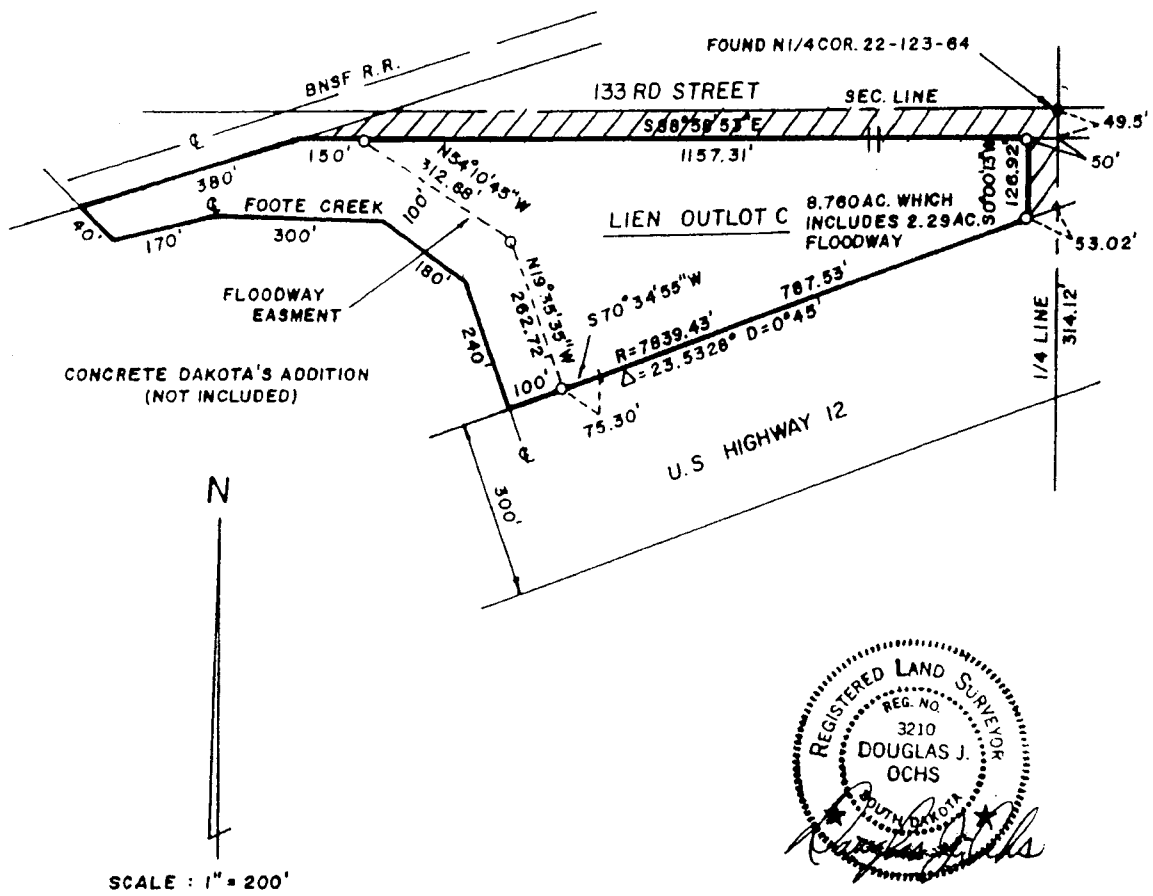 FOUND N1/4 COR. 22-123-64
BNSF R.R.
133 RD STREET
SEC. LINE
49.5'
150'
1157.31'
50'
N54°10'45"W
312.68'
100'
S0°00'13"W
126.92'
380'
℄
FOOTE CREEK
LIEN OUTLOT C
8.760 AC. WHICH
INCLUDES 2.29 AC.
FLOODWAY
40'
170'
300'
180'
53.02'
FLOODWAY
EASMENT
N19°35'35"W
262.72'
S70°34'55"W
787.53'
R=7839.43'
Δ=23.5328° D=0°45'
1/4 LINE
314.12'
240'
CONCRETE DAKOTA'S ADDITION
(NOT INCLUDED)
100'
75.30'
℄
U.S HIGHWAY 12
300'
N
REGISTERED LAND SURVEYOR
REG. NO.
3210
DOUGLAS J.
OCHS
SOUTH DAKOTA
SCALE : 1" = 200'